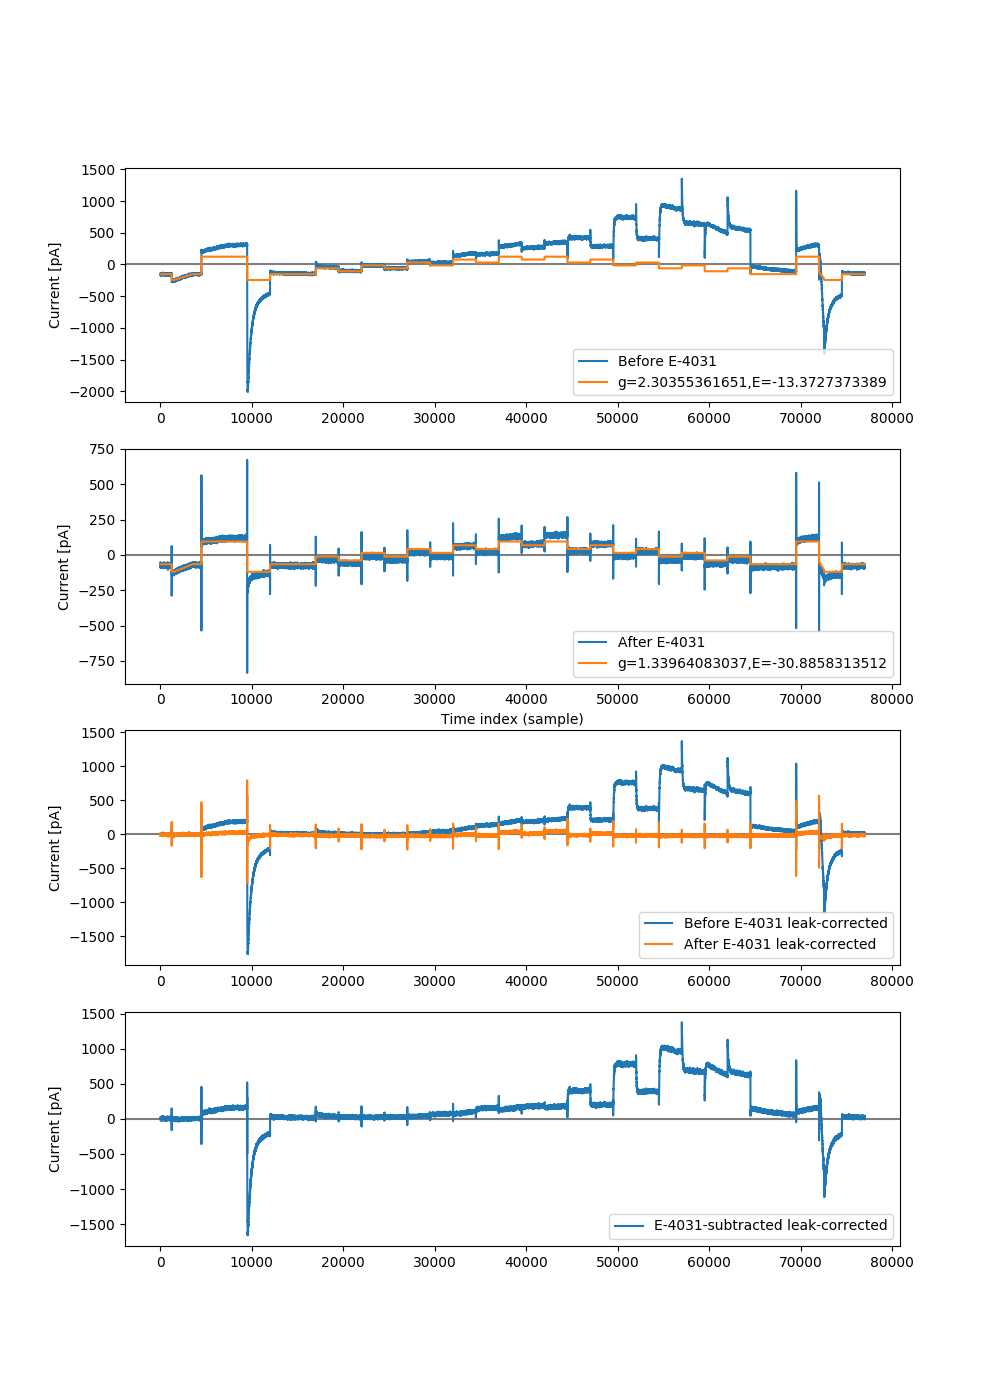 1500
1000
500
0
−500
−1000
−1500
−2000
Current [pA]
Before E-4031
g=2.30355361651,E=-13.3727373389
0 10000 20000 30000 40000 50000 60000 70000 80000
750
500
250
0
−250
−500
−750
Current [pA]
After E-4031
g=1.33964083037,E=-30.8858313512
0 10000 20000 30000 40000 50000 60000 70000 80000
Time index (sample)
1500
1000
500
0
−500
−1000
−1500
Current [pA]
Before E-4031 leak-corrected
After E-4031 leak-corrected
0 10000 20000 30000 40000 50000 60000 70000 80000
1500
1000
500
0
−500
−1000
−1500
Current [pA]
E-4031-subtracted leak-corrected
0 10000 20000 30000 40000 50000 60000 70000 80000